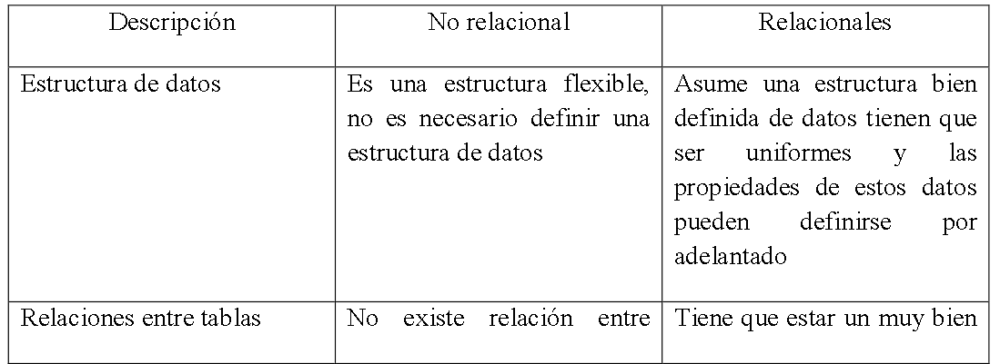 Descripción
No relacional
Relacionales
Estructura de datos
Es una estructura flexible,
no es necesario definir una
estructura de datos
Asume una estructura bien
definida de datos tienen que
ser uniformes y las
propiedades de estos datos
pueden definirse por
adelantado
Relaciones entre tablas
No existe relación entre
Tiene que estar un muy bien